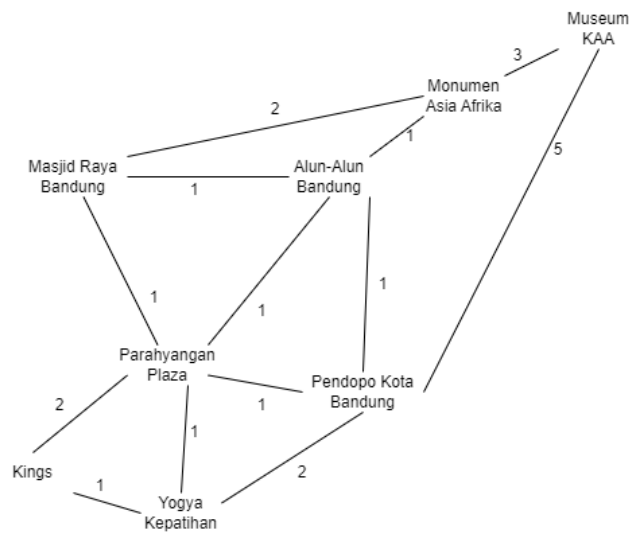 Museum
KAA
3
Monumen
Asia Afrika
2
1
5
Masjid Raya
Bandung
Alun-Alun
Bandung
1
1
1
1
Parahyangan
Plaza
Pendopo Kota
Bandung
2
1
1
2
Kings
1
Yogya
Kepatihan